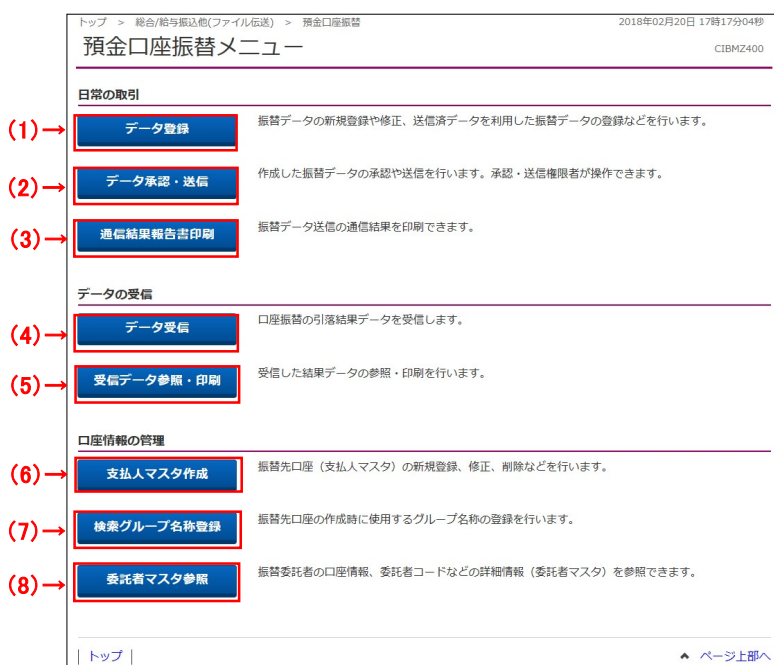 トップ > 総合/給与振込他(ファイル伝送) > 預金口座振替 2018年02月20日 17時17分04秒
預金口座振替メニュー CIBMZ400
日常の取引
(1)→ データ登録 振替データの新規登録や修正、送信済データを利用した振替データの登録などを行います。
(2)→ データ承認・送信 作成した振替データの承認や送信を行います。承認・送信権限者が操作できます。
(3)→ 通信結果報告書印刷 振替データ送信の通信結果を印刷できます。
データの受信
(4)→ データ受信 口座振替の引落結果データを受信します。
(5)→ 受信データ参照・印刷 受信した結果データの参照・印刷を行います。
口座情報の管理
(6)→ 支払人マスタ作成 振替先口座（支払人マスタ）の新規登録、修正、削除などを行います。
(7)→ 検索グループ名称登録 振替先口座の作成時に使用するグループ名称の登録を行います。
(8)→ 委託者マスタ参照 振替委託者の口座情報、委託者コードなどの詳細情報（委託者マスタ）を参照できます。
| トップ | ページ上部へ